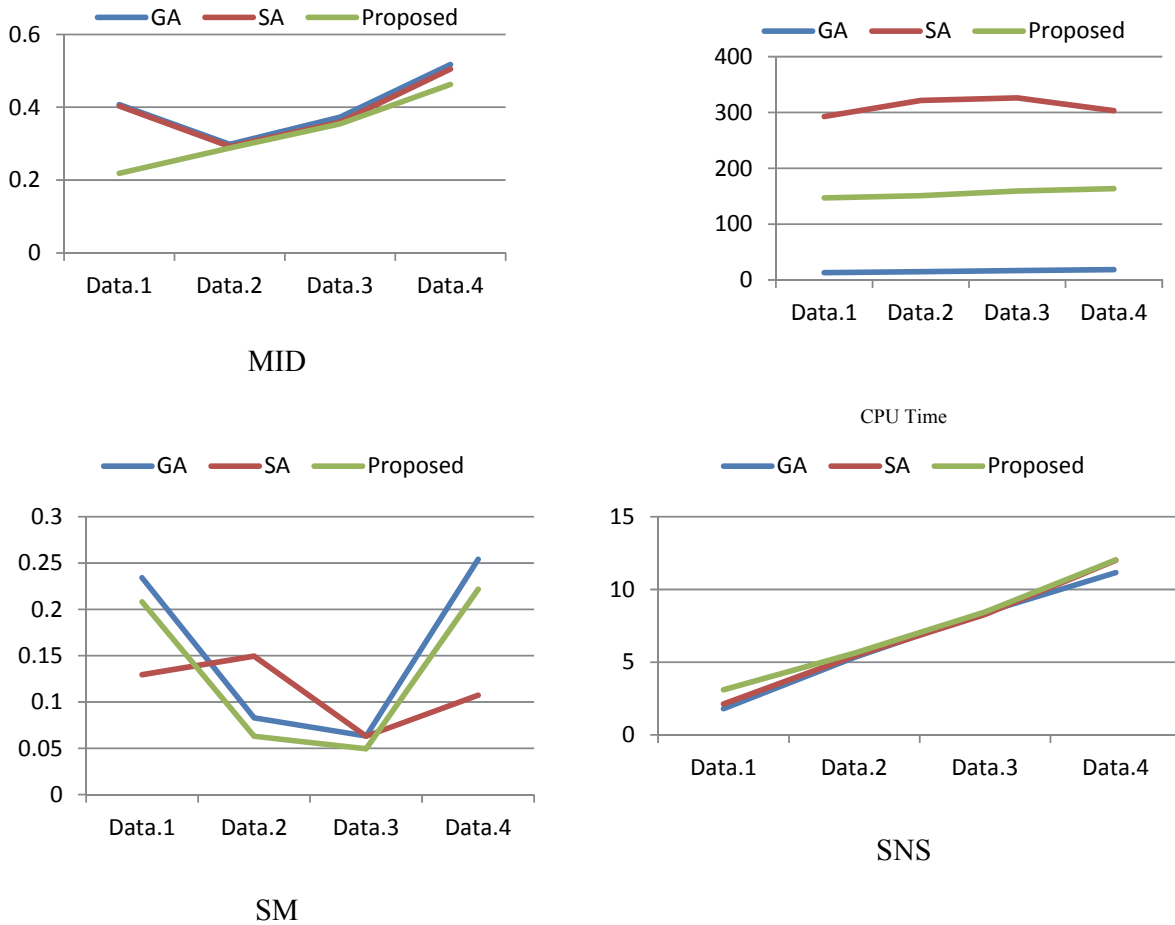 GA SA Proposed
0.6
0.4
0.2
0
Data.1 Data.2 Data.3 Data.4
MID
GA SA Proposed
400
300
200
100
0
Data.1 Data.2 Data.3 Data.4
CPU Time
GA SA Proposed
0.3
0.25
0.2
0.15
0.1
0.05
0
Data.1 Data.2 Data.3 Data.4
SM
GA SA Proposed
15
10
5
0
Data.1 Data.2 Data.3 Data.4
SNS